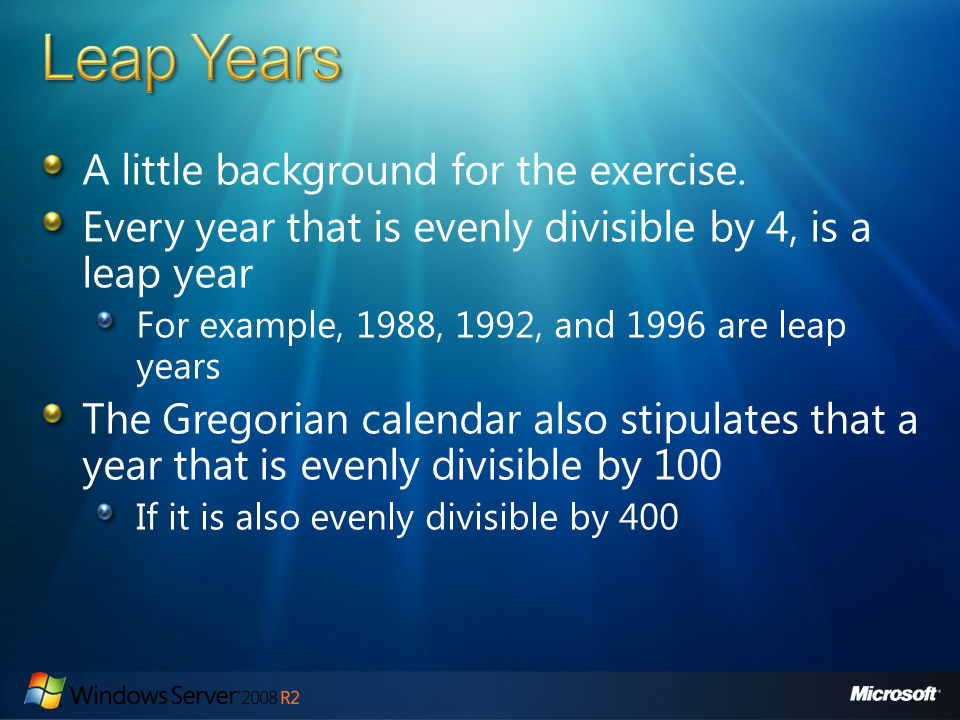 Leap Years
A little background for the exercise.
Every year that is evenly divisible by 4, is a
leap year
For example, 1988, 1992, and 1996 are leap
years
The Gregorian calendar also stipulates that a
year that is evenly divisible by 100
If it is also evenly divisible by 400
Windows Server 2008 R2
Microsoft